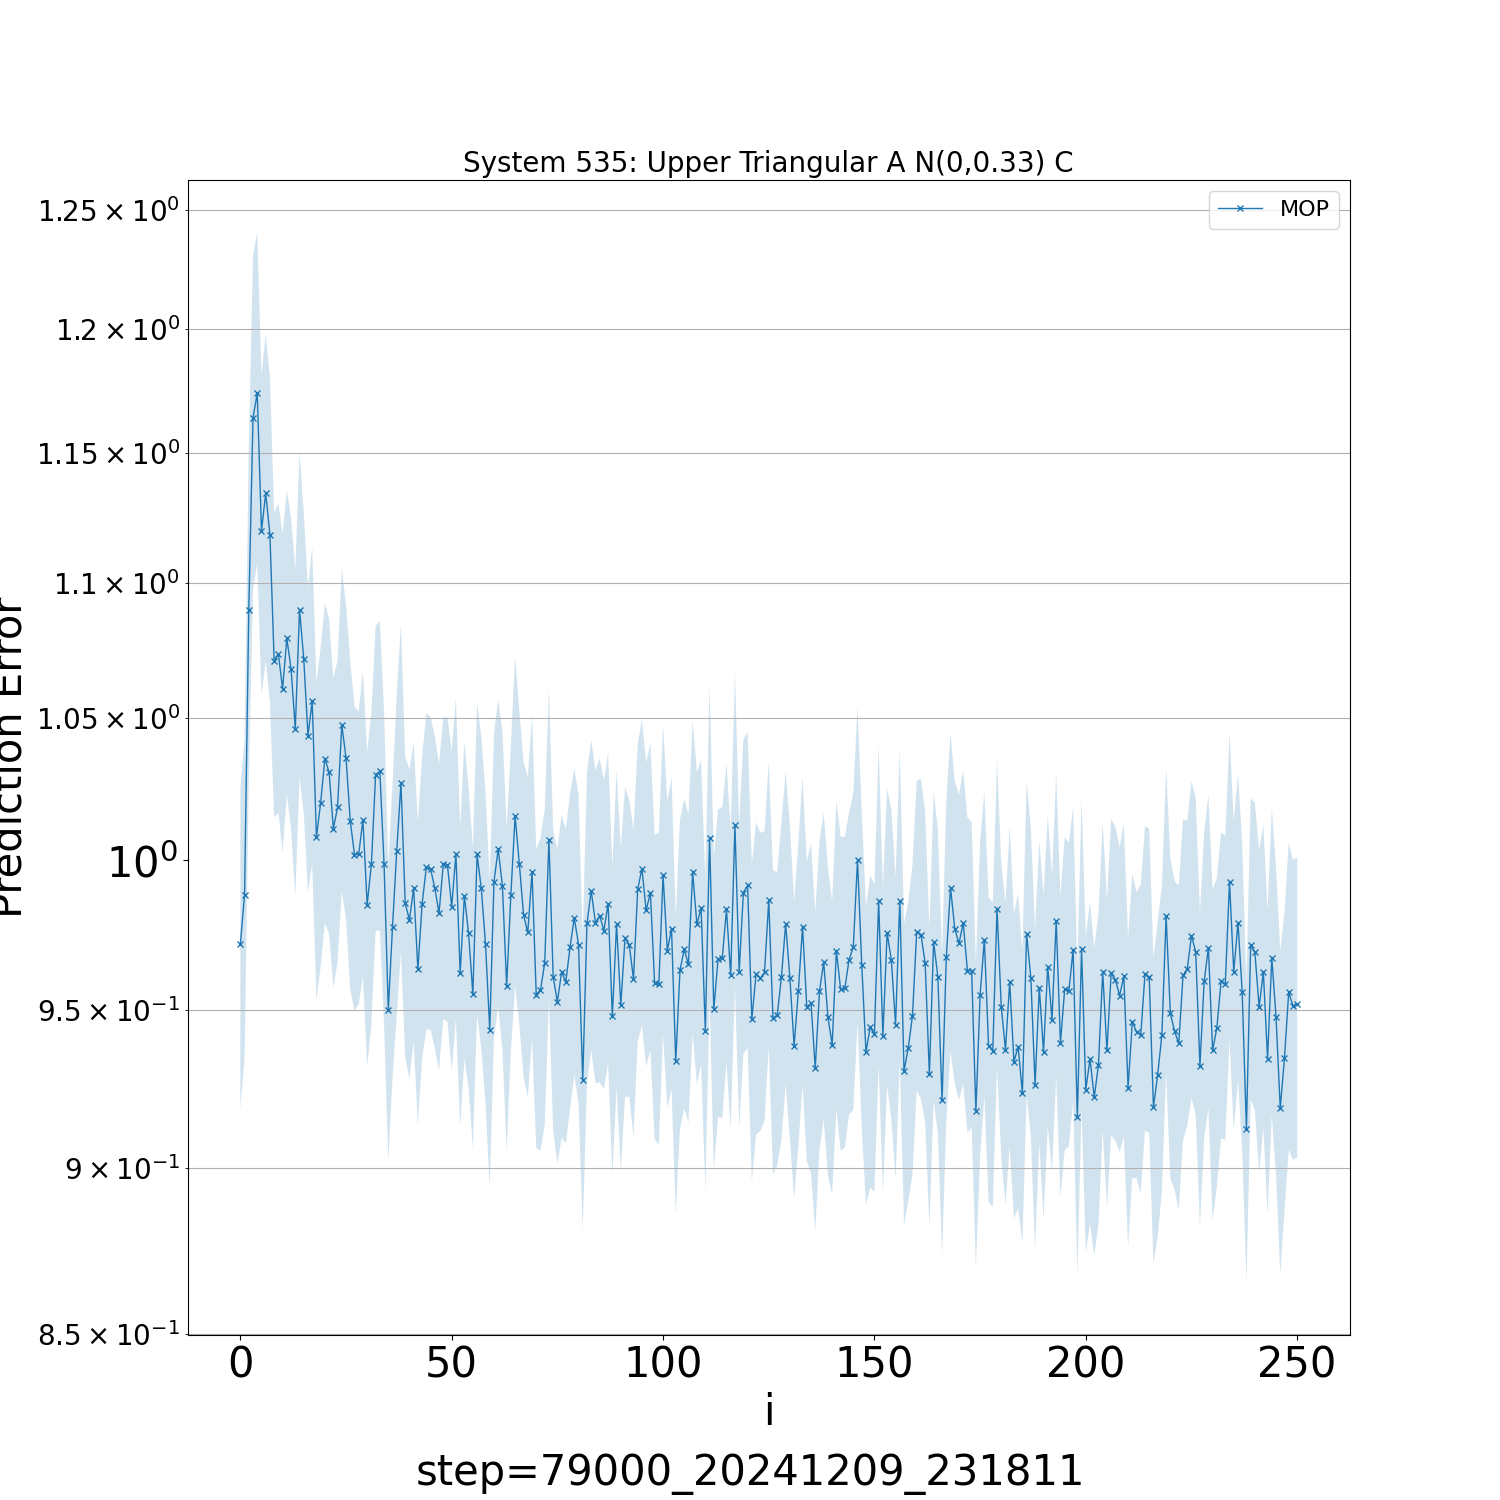 System 535: Upper Triangular A N(0,0.33) C
MOP
1.25 × 10⁰
1.2 × 10⁰
1.15 × 10⁰
1.1 × 10⁰
1.05 × 10⁰
10⁰
9.5 × 10⁻¹
9 × 10⁻¹
8.5 × 10⁻¹
Prediction Error
0 50 100 150 200 250
i
step=79000_20241209_231811